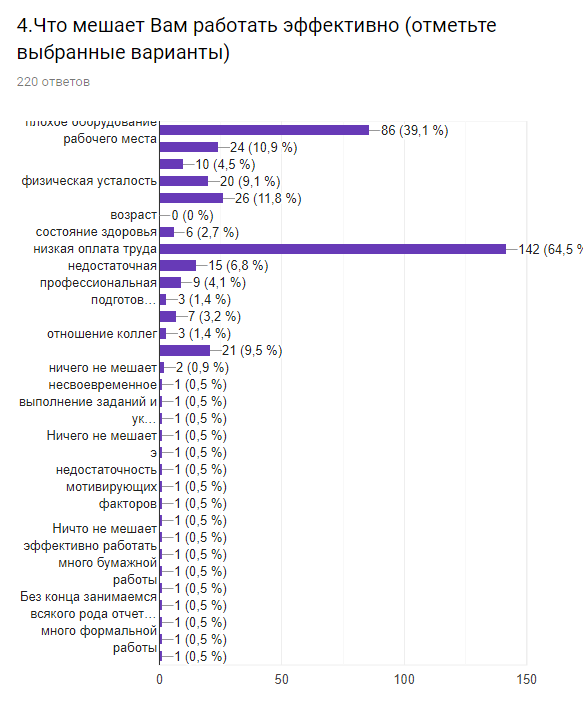 4.Что мешает Вам работать эффективно (отметьте
выбранные варианты)
220 ответов
плохое оборудование
рабочего места
86 (39,1 %)
24 (10,9 %)
10 (4,5 %)
физическая усталость
20 (9,1 %)
26 (11,8 %)
возраст
0 (0 %)
состояние здоровья
6 (2,7 %)
низкая оплата труда
142 (64,5 %
недостаточная
15 (6,8 %)
профессиональная
9 (4,1 %)
подготов…
3 (1,4 %)
7 (3,2 %)
отношение коллег
3 (1,4 %)
21 (9,5 %)
ничего не мешает
2 (0,9 %)
несвоевременное
1 (0,5 %)
выполнение заданий и
1 (0,5 %)
ук…
1 (0,5 %)
Ничего не мешает
1 (0,5 %)
э
1 (0,5 %)
недостаточность
1 (0,5 %)
мотивирующих
1 (0,5 %)
факторов
1 (0,5 %)
1 (0,5 %)
Ничто не мешает
1 (0,5 %)
эффективно работать
1 (0,5 %)
много бумажной
работы
1 (0,5 %)
1 (0,5 %)
Без конца занимаемся
всякого рода отчет…
1 (0,5 %)
1 (0,5 %)
много формальной
работы
1 (0,5 %)
1 (0,5 %)
0
50
100
150